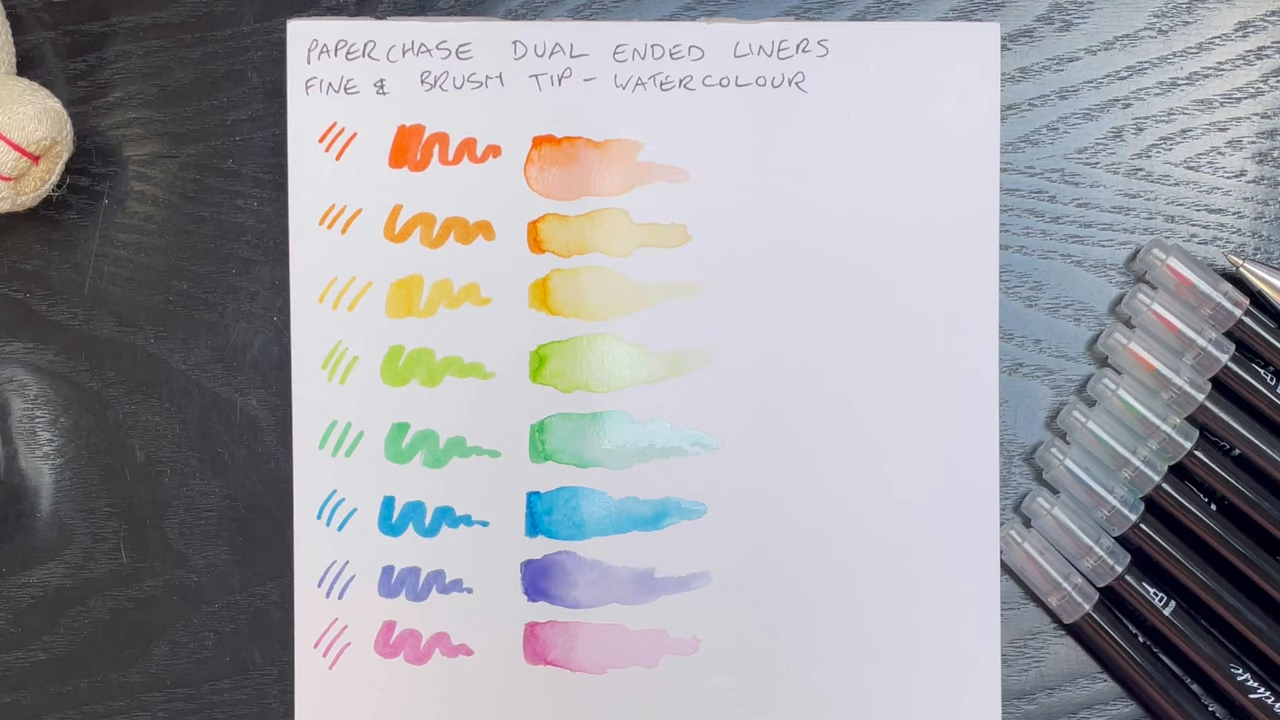 PAPERCHASE DUAL ENDED LINERS
FINE & BRUSH TIP - WATERCOLOUR